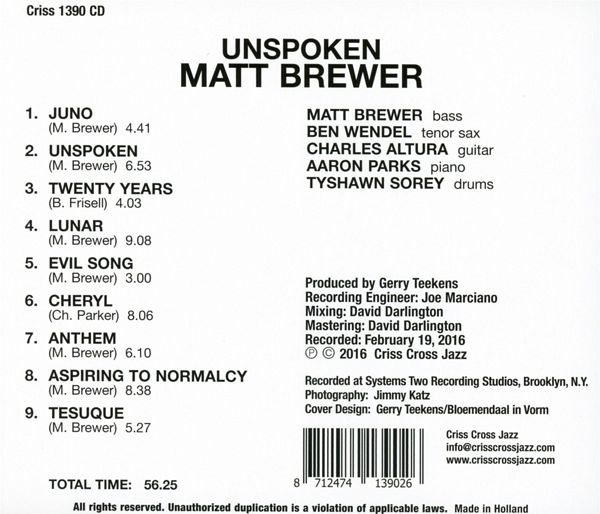 Criss 1390 CD
UNSPOKEN
MATT BREWER
1. JUNO
(M. Brewer) 4.41
2. UNSPOKEN
(M. Brewer) 6.53
3. TWENTY YEARS
(B. Frisell) 4.03
4. LUNAR
(M. Brewer) 9.08
5. EVIL SONG
(M. Brewer) 3.00
6. CHERYL
(Ch. Parker) 8.06
7. ANTHEM
(M. Brewer) 6.10
8. ASPIRING TO NORMALCY
(M. Brewer) 8.38
9. TESUQUE
(M. Brewer) 5.27
TOTAL TIME: 56.25
MATT BREWER bass
BEN WENDEL tenor sax
CHARLES ALTURA guitar
AARON PARKS piano
TYSHAWN SOREY drums
Produced by Gerry Teekens
Recording Engineer: Joe Marciano
Mixing: David Darlington
Mastering: David Darlington
Recorded: February 19, 2016
℗ © 2016 Criss Cross Jazz
Recorded at Systems Two Recording Studios, Brooklyn, N.Y.
Photography: Jimmy Katz
Cover Design: Gerry Teekens/Bloemendaal in Vorm
8 712474 139026
Criss Cross Jazz
info@crisscrossjazz.com
www.crisscrossjazz.com
All rights reserved. Unauthorized duplication is a violation of applicable laws. Made in Holland